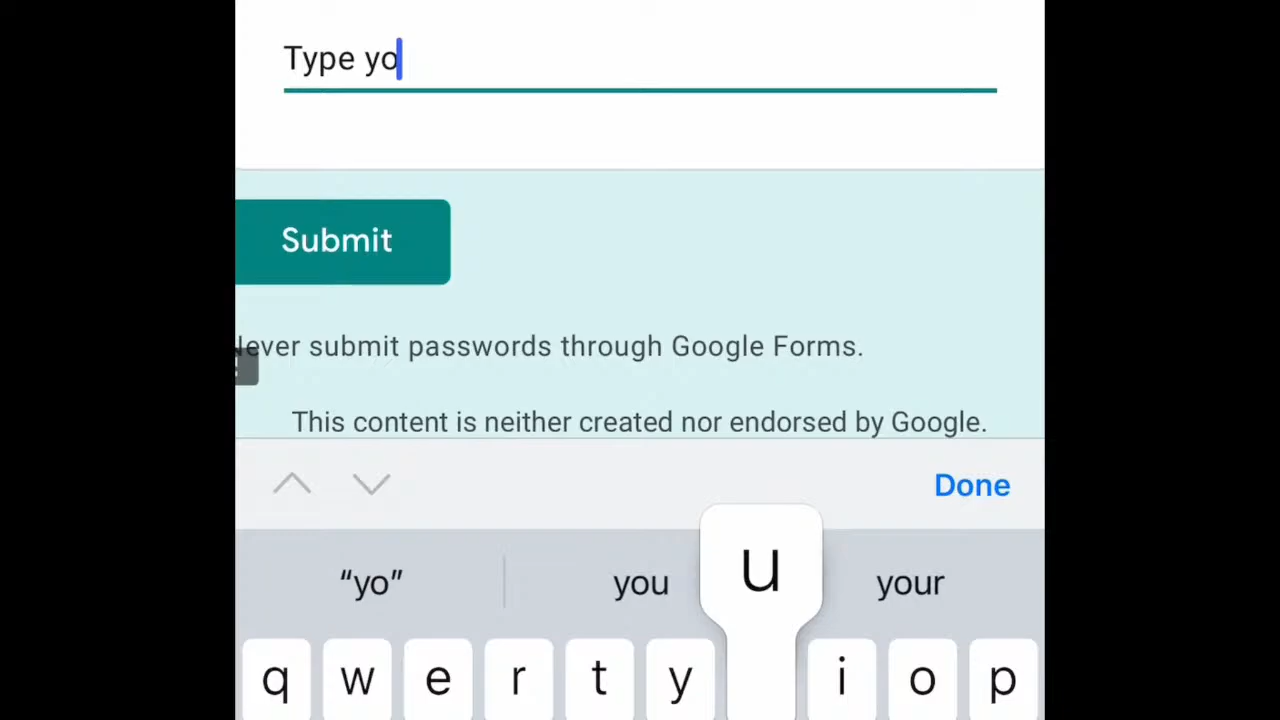 Type yo
Submit
Never submit passwords through Google Forms.
This content is neither created nor endorsed by Google.
Done
“yo” you your
u
q w e r t y i o p